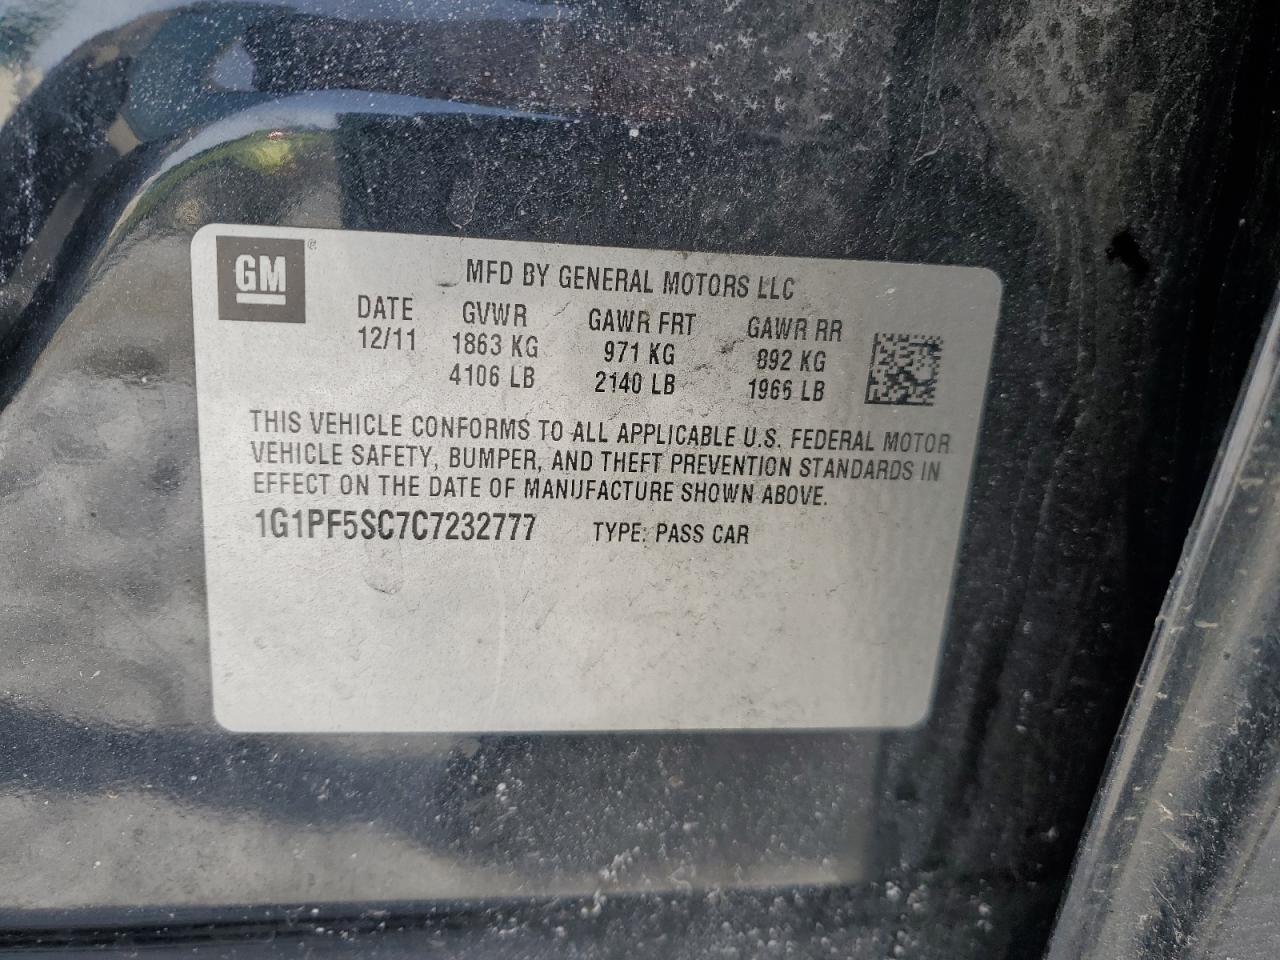 GM ®
MFD BY GENERAL MOTORS LLC
DATE GVWR GAWR FRT GAWR RR
12/11 1863 KG 971 KG 892 KG
4106 LB 2140 LB 1966 LB
THIS VEHICLE CONFORMS TO ALL APPLICABLE U.S. FEDERAL MOTOR
VEHICLE SAFETY, BUMPER, AND THEFT PREVENTION STANDARDS IN
EFFECT ON THE DATE OF MANUFACTURE SHOWN ABOVE.
1G1PF5SC7C7232777 TYPE: PASS CAR